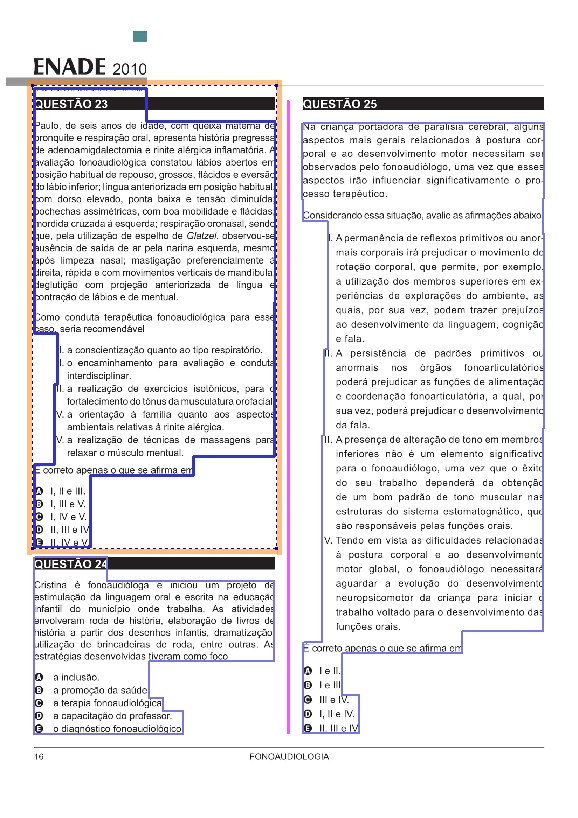 ENADE 2010
QUESTÃO 23
Paulo, de seis anos de idade, com queixa materna de
bronquite e respiração oral, apresenta história pregressa
de adenoamigdalectomia e rinite alérgica inflamatória. A
avaliação fonoaudiológica constatou lábios abertos em
posição habitual de repouso, grossos, flácidos e eversão
do lábio inferior; língua anteriorizada em posição habitual,
com dorso elevado, ponta baixa e tensão diminuída;
bochechas assimétricas, com boa mobilidade e flácidas;
mordida cruzada à esquerda; respiração oronasal, sendo
que, pela utilização de espelho de Glatzel, observou-se
ausência de saída de ar pela narina esquerda, mesmo
após limpeza nasal; mastigação preferencialmente à
direita, rápida e com movimentos verticais de mandíbula;
deglutição com projeção anteriorizada de língua e
contração de lábios e de mentual.
Como conduta terapêutica fonoaudiológica para esse
caso, seria recomendável
I. a conscientização quanto ao tipo respiratório.
II. o encaminhamento para avaliação e conduta
interdisciplinar.
III. a realização de exercícios isotônicos, para o
fortalecimento do tônus da musculatura orofacial.
IV. a orientação à família quanto aos aspectos
ambientais relativas à rinite alérgica.
V. a realização de técnicas de massagens para
relaxar o músculo mentual.
É correto apenas o que se afirma em
A I, II e III.
B I, III e V.
C I, IV e V.
D II, III e IV.
E II, IV e V.
QUESTÃO 24
Cristina é fonoaudióloga e iniciou um projeto de
estimulação da linguagem oral e escrita na educação
infantil do município onde trabalha. As atividades
envolveram roda de história, elaboração de livros de
história a partir dos desenhos infantis, dramatização,
utilização de brincadeiras de roda, entre outras. As
estratégias desenvolvidas tiveram como foco
A a inclusão.
B a promoção da saúde.
C a terapia fonoaudiológica.
D a capacitação do professor.
E o diagnóstico fonoaudiológico.
QUESTÃO 25
Na criança portadora de paralisia cerebral, alguns
aspectos mais gerais relacionados à postura cor-
poral e ao desenvolvimento motor necessitam ser
observados pelo fonoaudiólogo, uma vez que esses
aspectos irão influenciar significativamente o pro-
cesso terapêutico.
Considerando essa situação, avalie as afirmações abaixo.
I. A permanência de reflexos primitivos ou anor-
mais corporais irá prejudicar o movimento de
rotação corporal, que permite, por exemplo,
a utilização dos membros superiores em ex-
periências de explorações do ambiente, as
quais, por sua vez, podem trazer prejuízos
ao desenvolvimento da linguagem, cognição
e fala.
II. A persistência de padrões primitivos ou
anormais nos órgãos fonoarticulatórios
poderá prejudicar as funções de alimentação
e coordenação fonoarticulatória, a qual, por
sua vez, poderá prejudicar o desenvolvimento
da fala.
III. A presença de alteração de tono em membros
inferiores não é um elemento significativo
para o fonoaudiólogo, uma vez que o êxito
do seu trabalho dependerá da obtenção
de um bom padrão de tono muscular nas
estruturas do sistema estomatognático, que
são responsáveis pelas funções orais.
IV. Tendo em vista as dificuldades relacionadas
à postura corporal e ao desenvolvimento
motor global, o fonoaudiólogo necessitará
aguardar a evolução do desenvolvimento
neuropsicomotor da criança para iniciar o
trabalho voltado para o desenvolvimento das
funções orais.
É correto apenas o que se afirma em
A I e II.
B I e III.
C III e IV.
D I, II e IV.
E II, III e IV.
16
FONOAUDIOLOGIA